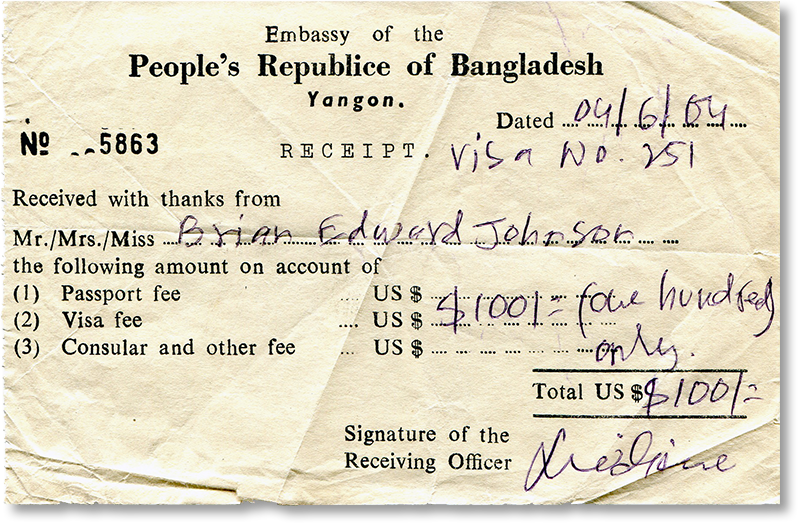 Embassy of the
People's Republice of Bangladesh
Yangon.
Dated 04/6/04
No 5863
RECEIPT. Visa No. 251
Received with thanks from
Mr./Mrs./Miss Brian Edward Johnson
the following amount on account of
(1) Passport fee .... US $
(2) Visa fee .... US $ $100/= (one hundred)
(3) Consular and other fee ... US $ only.
Total US $ $100/=
Signature of the
Receiving Officer